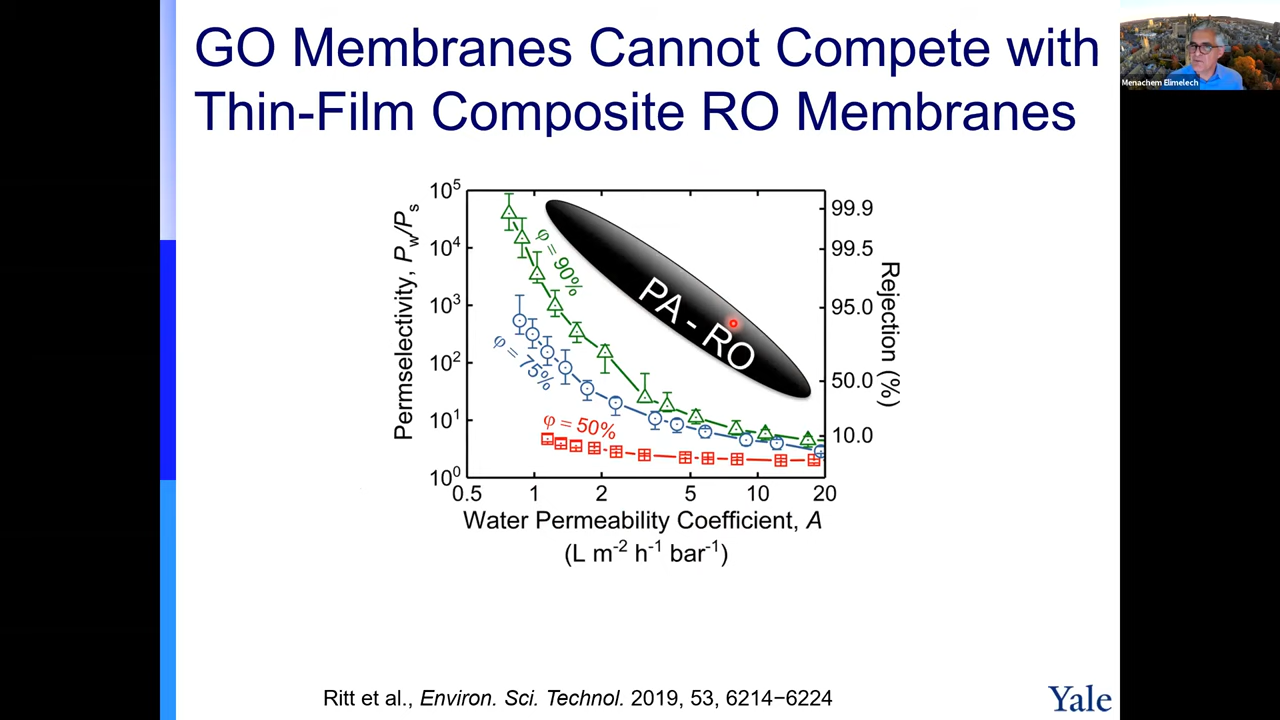 GO Membranes Cannot Compete with
Thin-Film Composite RO Membranes
Menachem Elimelech
Permselectivity, Pw/Ps
10⁵
10⁴
10³
10²
10¹
10⁰
φ = 90%
φ = 75%
φ = 50%
PA - RO
99.9
99.5
95.0
50.0
10.0
Rejection (%)
0.5 1 2 5 10 20
Water Permeability Coefficient, A
(L m⁻² h⁻¹ bar⁻¹)
Ritt et al., Environ. Sci. Technol. 2019, 53, 6214−6224
Yale